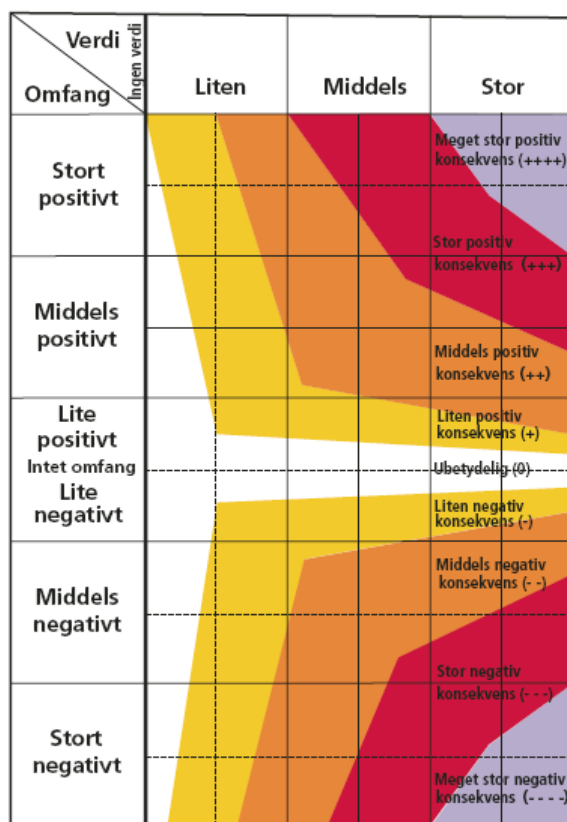 Verdi
Omfang
Ingen verdi
Liten
Middels
Stor
Stort
positivt
Meget stor positiv
konsekvens (++++)
Stor positiv
konsekvens (+++)
Middels
positivt
Middels positiv
konsekvens (++)
Lite
positivt
Liten positiv
konsekvens (+)
Intet omfang
Ubetydelig (0)
Lite
negativt
Liten negativ
konsekvens (-)
Middels
negativt
Middels negativ
konsekvens (- -)
Stor negativ
konsekvens (- - -)
Stort
negativt
Meget stor negativ
konsekvens (- - - -)